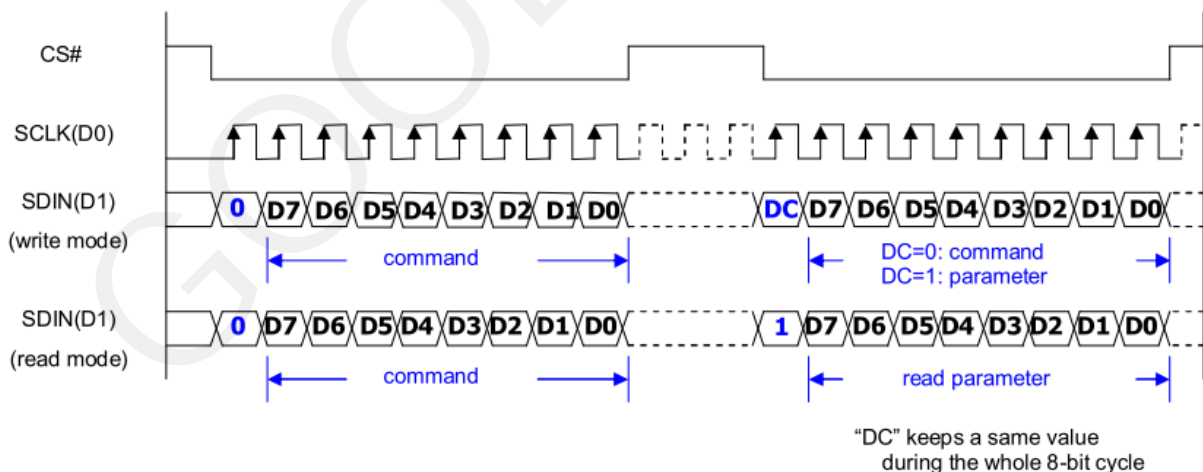 CS#
SCLK(D0)
SDIN(D1)
(write mode)
0 D7 D6 D5 D4 D3 D2 D1 D0
DC D7 D6 D5 D4 D3 D2 D1 D0
command
DC=0: command
DC=1: parameter
SDIN(D1)
(read mode)
0 D7 D6 D5 D4 D3 D2 D1 D0
1 D7 D6 D5 D4 D3 D2 D1 D0
command
read parameter
“DC” keeps a same value
during the whole 8-bit cycle